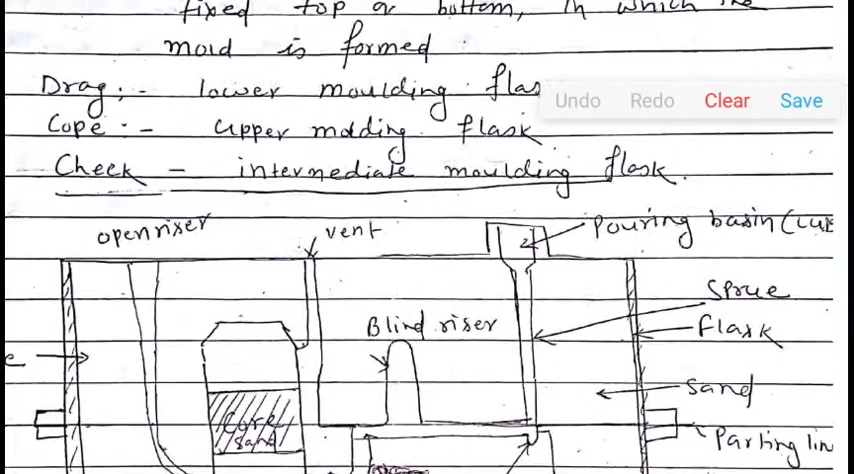 fixed top or bottom, in which the
mold is formed
Drag :- lower moulding flas
Undo Redo Clear Save
Cope :- upper molding flask
Check - intermediate moulding flask.
open riser
vent
Pouring basin (cu
Sprue
Blind riser
flask
e
sand
Core
sand
Parting lin